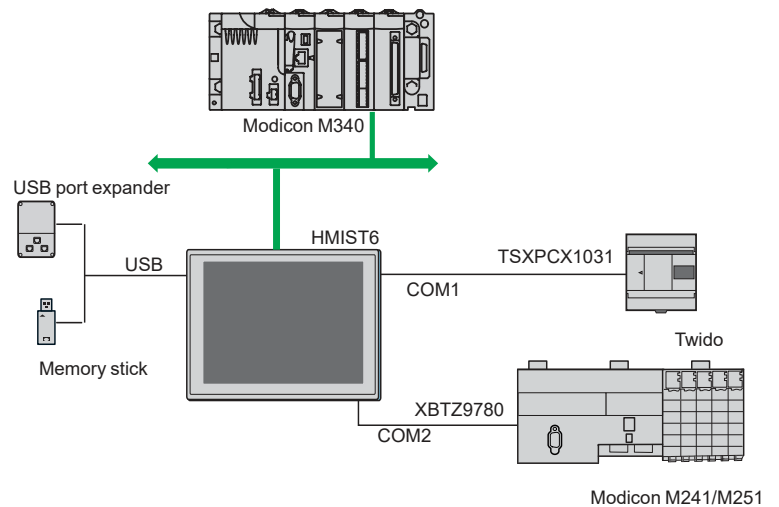 Modicon M340
USB port expander
HMIST6
TSXPCX1031
USB
COM1
Twido
Memory stick
XBTZ9780
COM2
Modicon M241/M251